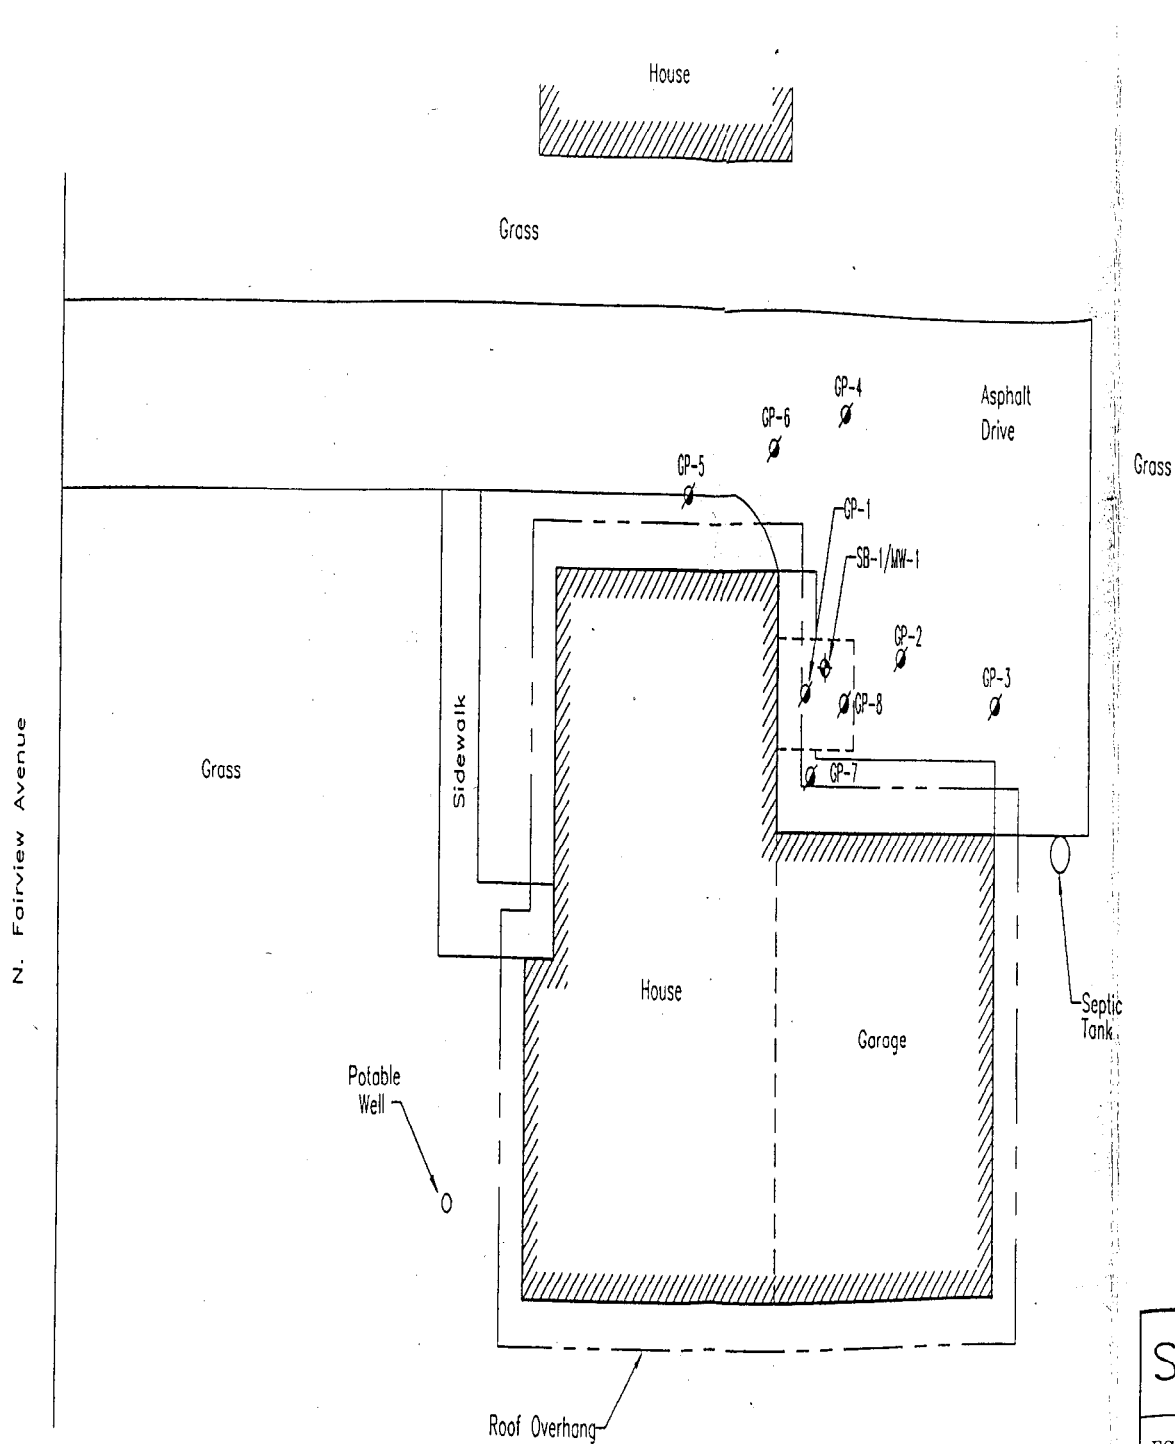 House
Grass
GP-4
Asphalt
Drive
GP-6
GP-5
Grass
GP-1
SB-1/MW-1
GP-2
GP-3
GP-8
Sidewalk
N. Fairview Avenue
Grass
GP-7
House
Septic
Tank
Garage
Potable
Well
Roof Overhang
S